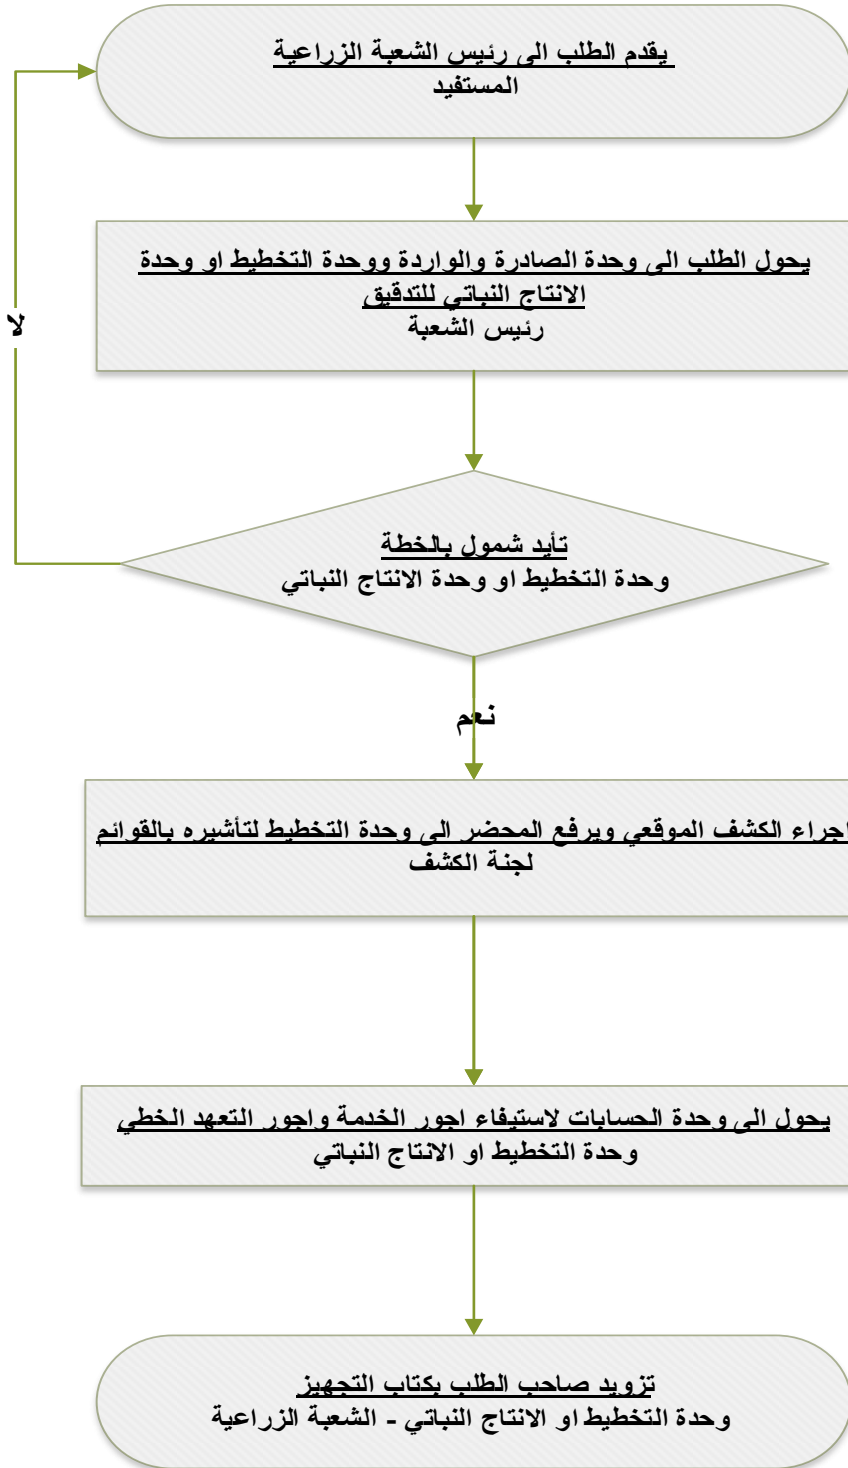 يقدم الطلب الى رئيس الشعبة الزراعية
المستفيد
يحول الطلب الى وحدة الصادرة والواردة ووحدة التخطيط او وحدة
الانتاج النباتي للتدقيق
رئيس الشعبة
لا
تأيد شمول بالخطة
وحدة التخطيط او وحدة الانتاج النباتي
نعم
اجراء الكشف الموقعي ويرفع المحضر الى وحدة التخطيط لتأشيره بالقوائم
لجنة الكشف
يحول الى وحدة الحسابات لاستيفاء اجور الخدمة واجور التعهد الخطي
وحدة التخطيط او الانتاج النباتي
تزويد صاحب الطلب بكتاب التجهيز
وحدة التخطيط او الانتاج النباتي - الشعبة الزراعية